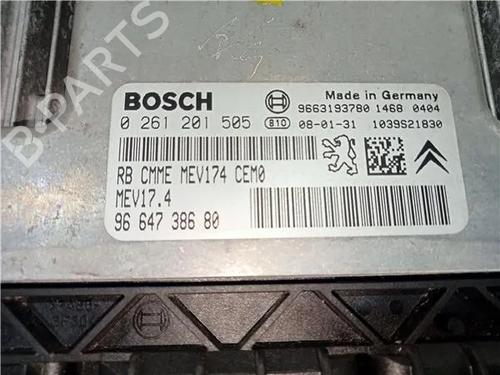 BOSCH
Made in Germany
9663193780 1468 0404
0 261 201 505
810 08-01-31 1039S21830
RB CMME MEV174 CEM0
MEV17.4
96 647 386 80
B-PARTS